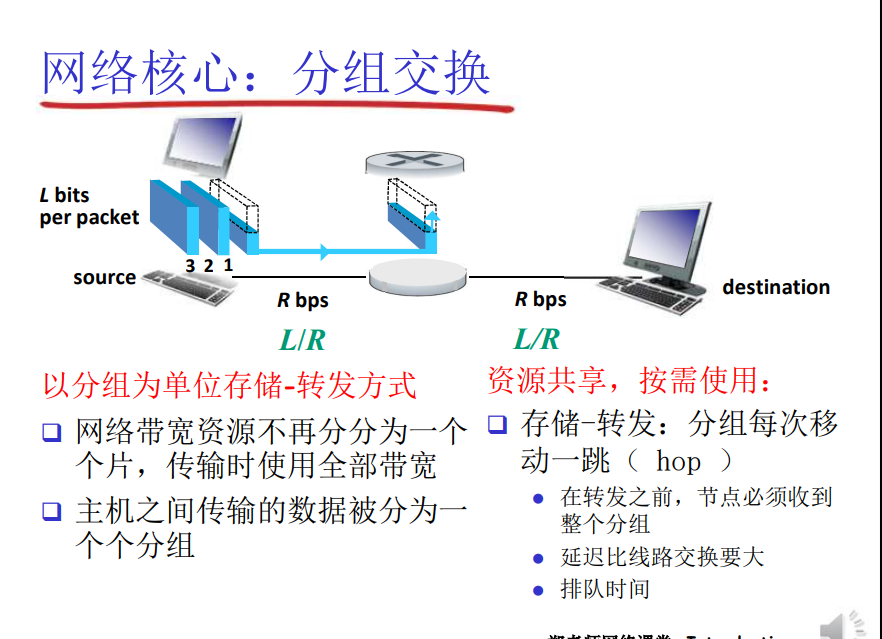 网络核心：分组交换
L bits
per packet
3 2 1
source
R bps
R bps
destination
L/R
L/R
以分组为单位存储-转发方式
网络带宽资源不再分分为一个
个片，传输时使用全部带宽
主机之间传输的数据被分为一
个个分组
资源共享，按需使用：
存储-转发：分组每次移
动一跳（ hop ）
在转发之前，节点必须收到
整个分组
延迟比线路交换要大
排队时间